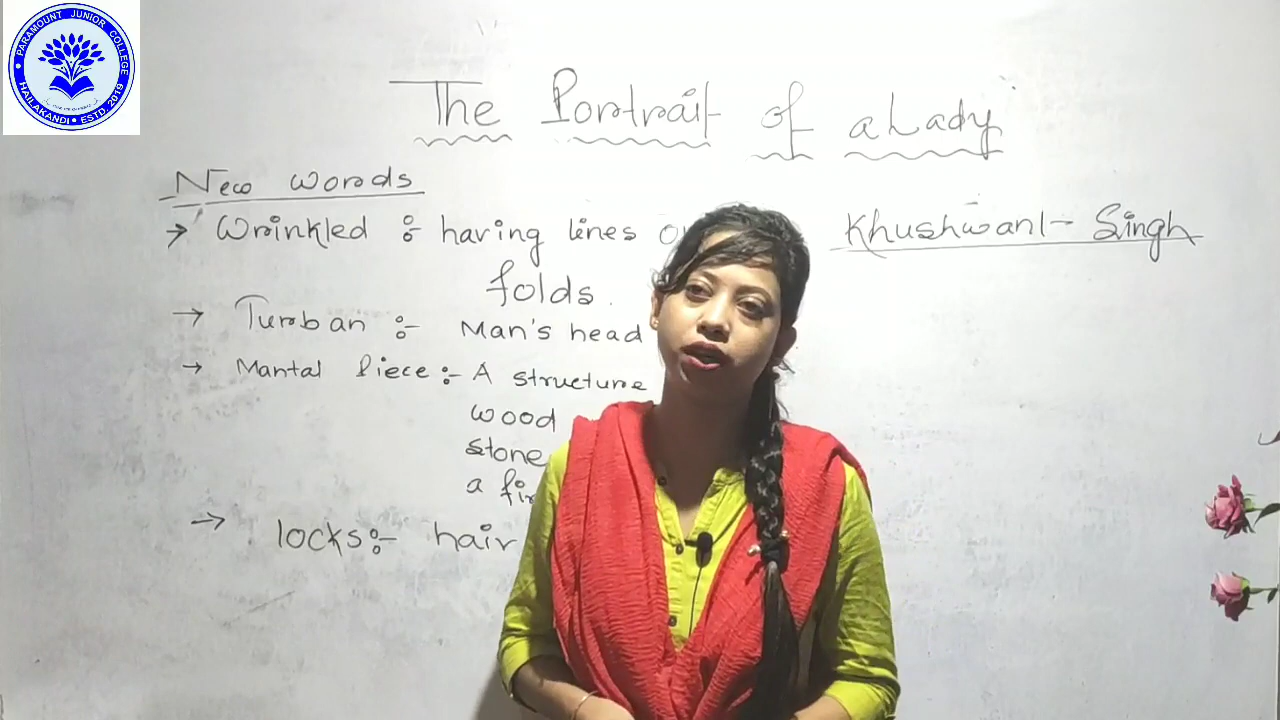 PARAMOUNT JUNIOR COLLEGE
HAILAKANDI • ESTD. 2019
The Portrait of a Lady
New words
→ Wrinkled :- having lines
Khushwant Singh
folds.
→ Turban :- Man's head
→ Mantal Piece :- A structure
wood
stone
a
→ locks :- hair